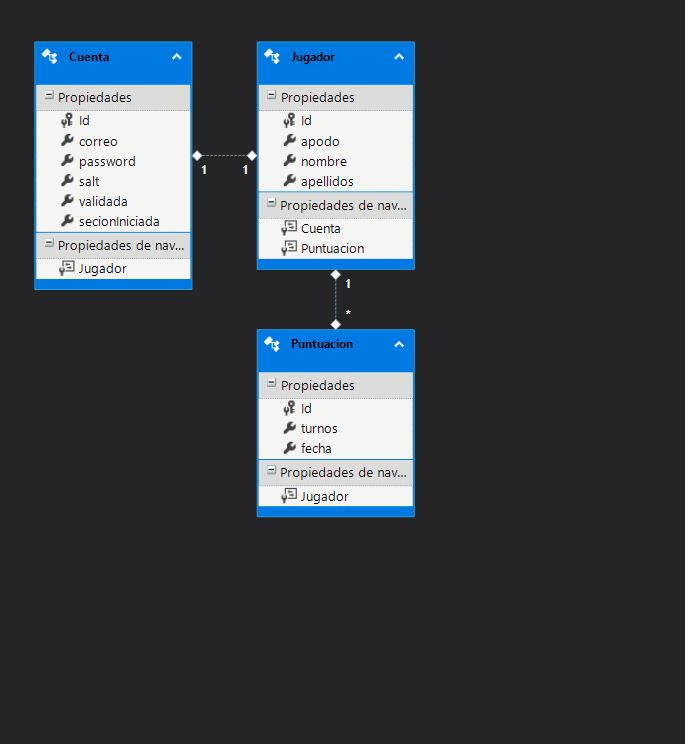 Cuenta
Propiedades
Id
correo
password
salt
validada
secionIniciada
Propiedades de nav...
Jugador
1
1
Jugador
Propiedades
Id
apodo
nombre
apellidos
Propiedades de nav...
Cuenta
Puntuacion
1
*
Puntuacion
Propiedades
Id
turnos
fecha
Propiedades de nav...
Jugador